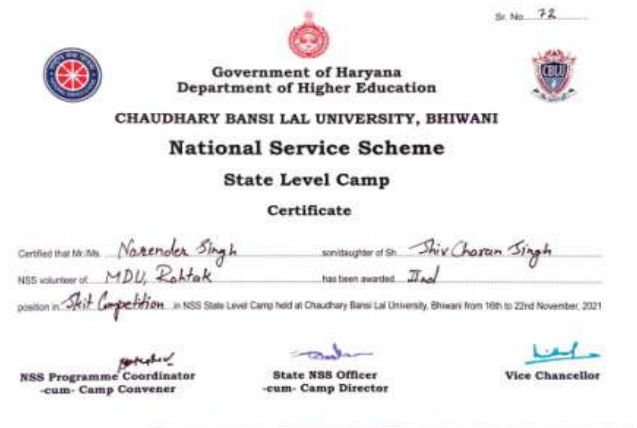 Sr. No. 72
Government of Haryana
Department of Higher Education
CBLU
CHAUDHARY BANSI LAL UNIVERSITY, BHIWANI
National Service Scheme
State Level Camp
Certificate
Certified that Mr./Ms. Narender Singh son/daughter of Sh. Shiv Charan Singh
NSS volunteer of MDU, Rohtak has been awarded IInd
position in Skit Competition in NSS State Level Camp held at Chaudhary Bansi Lal University, Bhiwani from 16th to 22nd November, 2021
NSS Programme Coordinator State NSS Officer Vice Chancellor
-cum- Camp Convener -cum- Camp Director